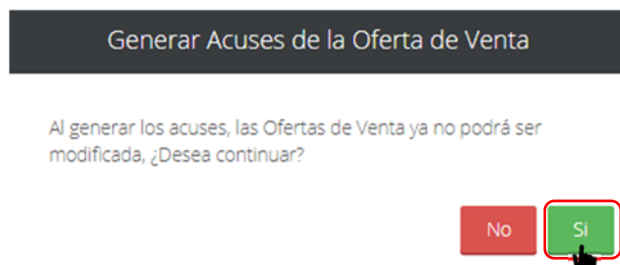 Generar Acuses de la Oferta de Venta
Al generar los acuses, las Ofertas de Venta ya no podrá ser
modificada, ¿Desea continuar?
No
Si